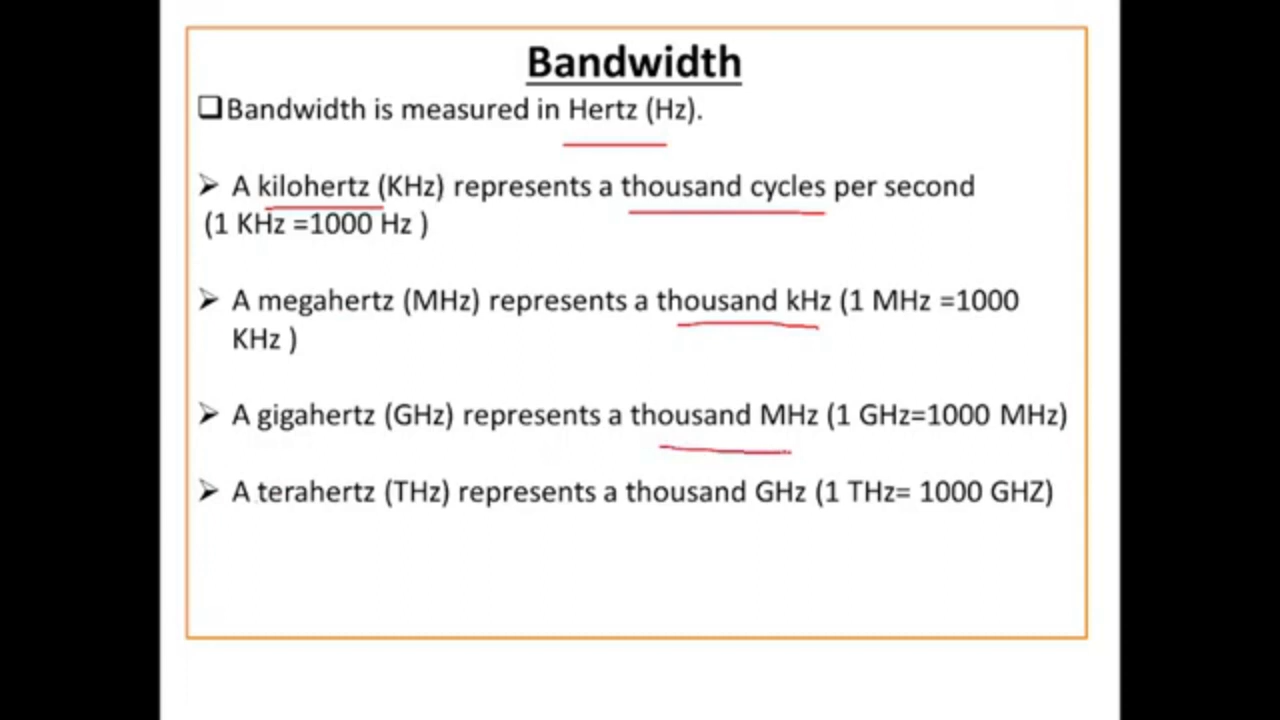 Bandwidth
❑Bandwidth is measured in Hertz (Hz).
➢ A kilohertz (KHz) represents a thousand cycles per second
(1 KHz =1000 Hz )
➢ A megahertz (MHz) represents a thousand kHz (1 MHz =1000
KHz )
➢ A gigahertz (GHz) represents a thousand MHz (1 GHz=1000 MHz)
➢ A terahertz (THz) represents a thousand GHz (1 THz= 1000 GHZ)